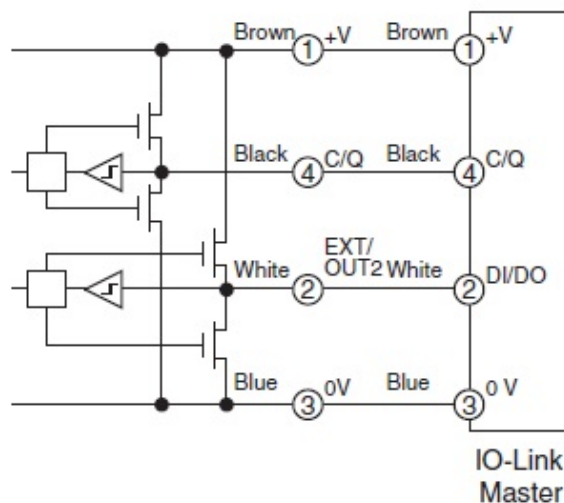 Brown ① +V Brown ① +V
Black ④ C/Q Black ④ C/Q
EXT/
White ② OUT2 White ② DI/DO
Blue ③ 0V Blue ③ 0 V
IO-Link
Master